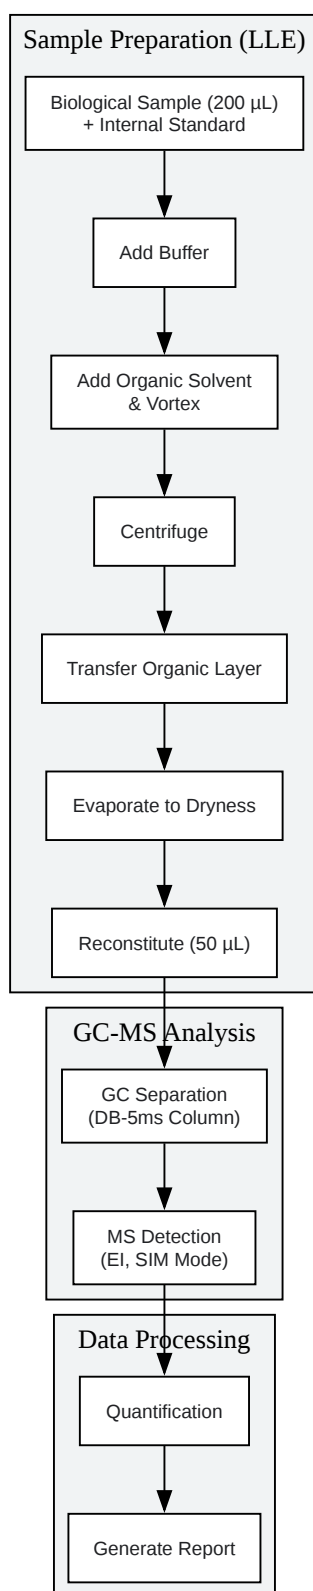 Sample Preparation (LLE)
Biological Sample (200 µL)
+ Internal Standard
Add Buffer
Add Organic Solvent
& Vortex
Centrifuge
Transfer Organic Layer
Evaporate to Dryness
Reconstitute (50 µL)
GC-MS Analysis
GC Separation
(DB-5ms Column)
MS Detection
(EI, SIM Mode)
Data Processing
Quantification
Generate Report